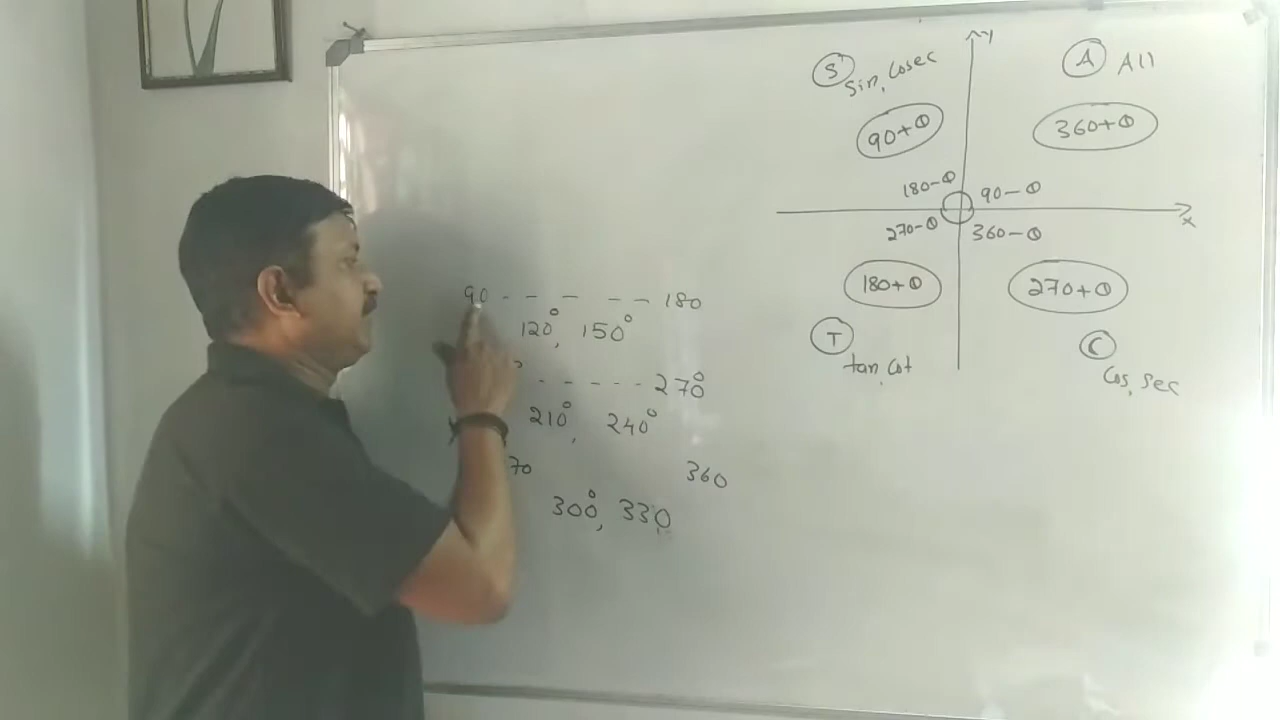 90 - - - - - 180
120°, 150°
° - - - - - 270°
210°, 240°
70 360
300°, 330
y
S Sin, Cosec
A All
90+θ
360+θ
180-θ
90-θ
x
270-θ
360-θ
180+θ
270+θ
T
tan, Cot
C
Cos, Sec